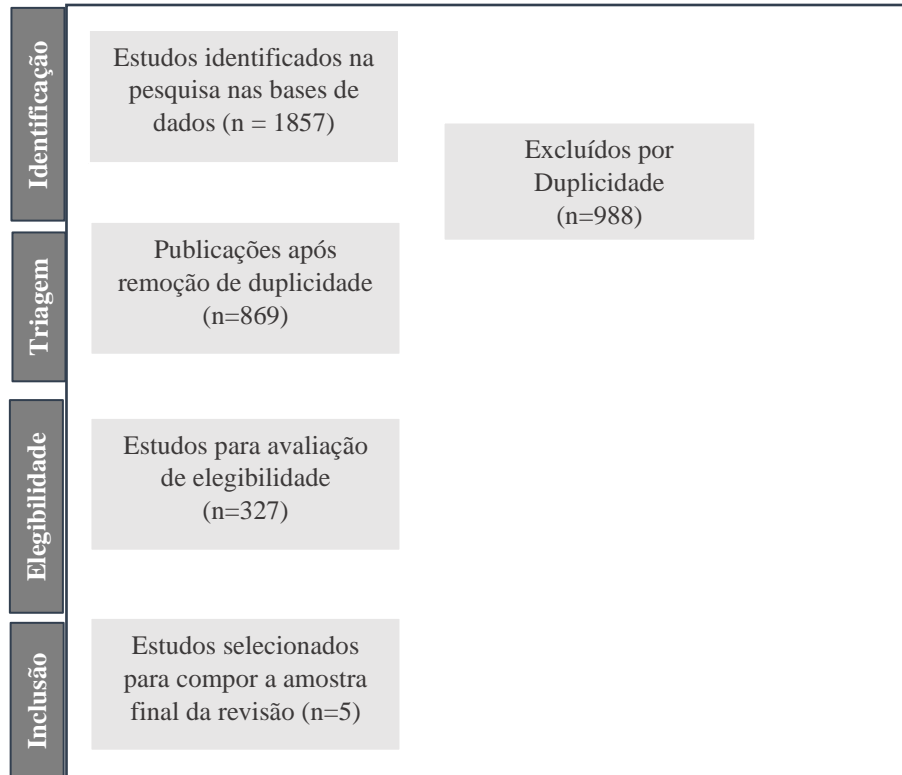 Identificação
Estudos identificados na
pesquisa nas bases de
dados (n = 1857)
Excluídos por
Duplicidade
(n=988)
Triagem
Publicações após
remoção de duplicidade
(n=869)
Elegibilidade
Estudos para avaliação
de elegibilidade
(n=327)
Inclusão
Estudos selecionados
para compor a amostra
final da revisão (n=5)